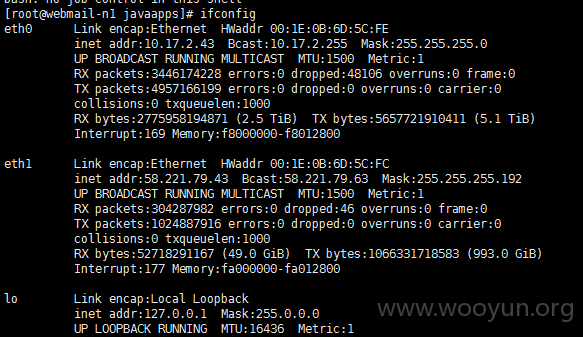 bash: no job control in this shell
[root@webmail-n1 javaapps]# ifconfig
eth0      Link encap:Ethernet  HWaddr 00:1E:0B:6D:5C:FE
          inet addr:10.17.2.43  Bcast:10.17.2.255  Mask:255.255.255.0
          UP BROADCAST RUNNING MULTICAST  MTU:1500  Metric:1
          RX packets:3446174228 errors:0 dropped:48106 overruns:0 frame:0
          TX packets:4957166199 errors:0 dropped:0 overruns:0 carrier:0
          collisions:0 txqueuelen:1000
          RX bytes:2775958194871 (2.5 TiB)  TX bytes:5657721910411 (5.1 TiB)
          Interrupt:169 Memory:f8000000-f8012800
eth1      Link encap:Ethernet  HWaddr 00:1E:0B:6D:5C:FC
          inet addr:58.221.79.43  Bcast:58.221.79.63  Mask:255.255.255.192
          UP BROADCAST RUNNING MULTICAST  MTU:1500  Metric:1
          RX packets:304287982 errors:0 dropped:46 overruns:0 frame:0
          TX packets:1024887916 errors:0 dropped:0 overruns:0 carrier:0
          collisions:0 txqueuelen:1000
          RX bytes:52718291167 (49.0 GiB)  TX bytes:1066331718583 (993.0 GiB)
          Interrupt:177 Memory:fa000000-fa012800
lo        Link encap:Local Loopback
          inet addr:127.0.0.1  Mask:255.0.0.0
          UP LOOPBACK RUNNING  MTU:16436  Metric:1
www.wooyun.org